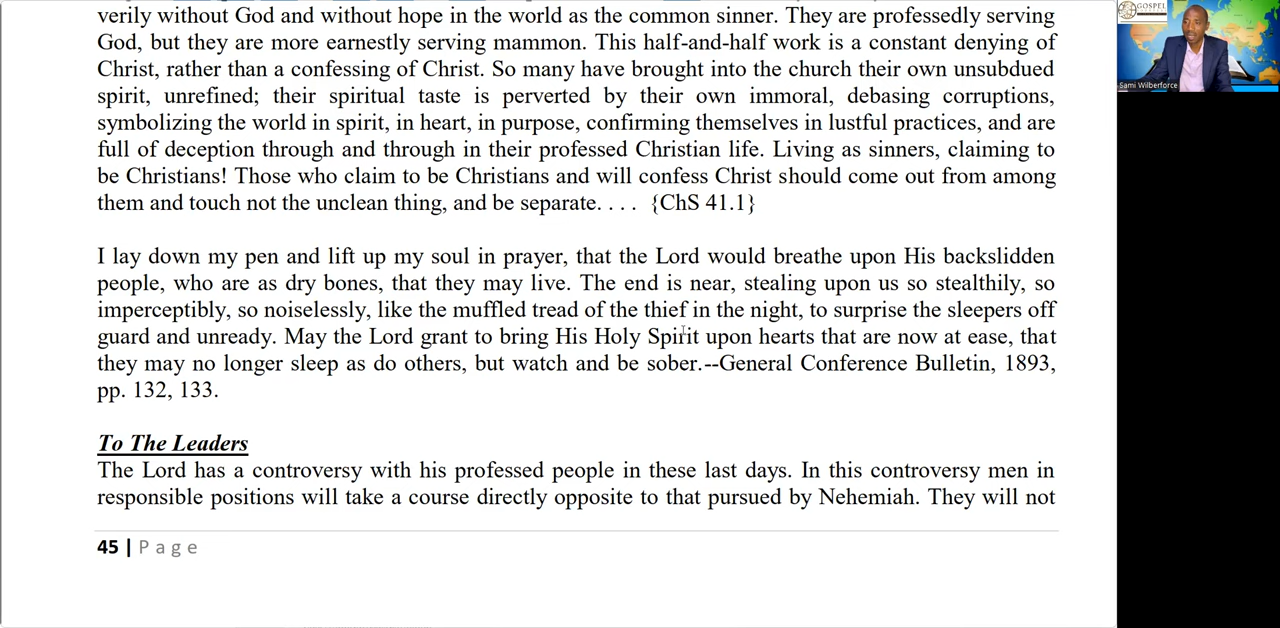 verily without God and without hope in the world as the common sinner. They are professedly serving
God, but they are more earnestly serving mammon. This half-and-half work is a constant denying of
Christ, rather than a confessing of Christ. So many have brought into the church their own unsubdued
spirit, unrefined; their spiritual taste is perverted by their own immoral, debasing corruptions,
symbolizing the world in spirit, in heart, in purpose, confirming themselves in lustful practices, and are
full of deception through and through in their professed Christian life. Living as sinners, claiming to
be Christians! Those who claim to be Christians and will confess Christ should come out from among
them and touch not the unclean thing, and be separate. . . . {ChS 41.1}
I lay down my pen and lift up my soul in prayer, that the Lord would breathe upon His backslidden
people, who are as dry bones, that they may live. The end is near, stealing upon us so stealthily, so
imperceptibly, so noiselessly, like the muffled tread of the thief in the night, to surprise the sleepers off
guard and unready. May the Lord grant to bring His Holy Spirit upon hearts that are now at ease, that
they may no longer sleep as do others, but watch and be sober.--General Conference Bulletin, 1893,
pp. 132, 133.
To The Leaders
The Lord has a controversy with his professed people in these last days. In this controversy men in
responsible positions will take a course directly opposite to that pursued by Nehemiah. They will not
45 | P a g e
GOSPEL
Sami Wilberforce